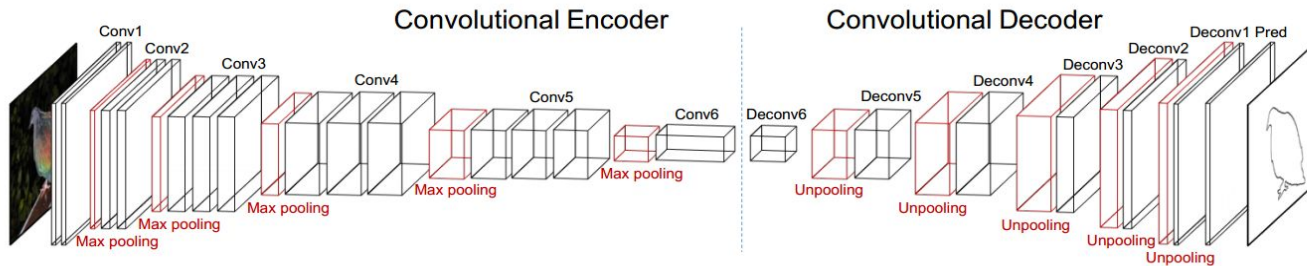 Convolutional Encoder
Convolutional Decoder
Conv1
Conv2
Conv3
Conv4
Conv5
Conv6
Deconv6
Deconv5
Deconv4
Deconv3
Deconv2
Deconv1 Pred
Max pooling
Max pooling
Max pooling
Max pooling
Max pooling
Unpooling
Unpooling
Unpooling
Unpooling
Unpooling